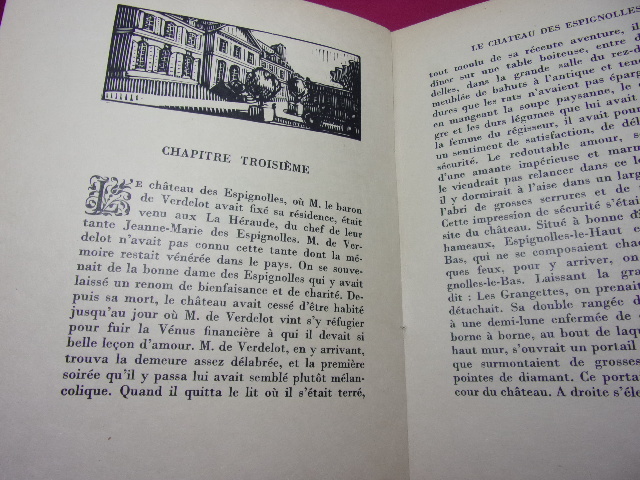 CHAPITRE TROISIÈME
LE château des Espignolles, où M. le baron
de Verdelot avait fixé sa résidence, était
venu aux La Héraude, du chef de leur
tante Jeanne-Marie des Espignolles. M. de Ver-
delot n'avait pas connu cette tante dont la mé-
moire restait vénérée dans le pays. On se souve-
nait de la bonne dame des Espignolles qui y avait
laissé un renom de bienfaisance et de charité. De-
puis sa mort, le château avait cessé d'être habité
jusqu'au jour où M. de Verdelot vint s'y réfugier
pour fuir la Vénus financière à qui il devait si
belle leçon d'amour. M. de Verdelot, en y arrivant,
trouva la demeure assez délabrée, et la première
soirée qu'il y passa lui avait semblé plutôt mélan-
colique. Quand il quitta le lit où il s'était terré,
LE CHATEAU DES ESPIGNOLLES
tout moulu de sa récente aventure, il
dîner sur une table boiteuse, entre
delles, dans la grande salle du rez-
meublée de bahuts à l'antique et
dures que les rats n'avaient pas
en mangeant la soupe paysanne, le
gre et les durs légumes que lui avait
la femme du régisseur, il avait
un sentiment de satisfaction, de
sécurité. Le redoutable amour,
d'une amante impérieuse et
le viendrait pas relancer dans ce
il y dormirait à l'aise dans un
l'abri de grosses serrures et de
Cette impression de sécurité s'était
site du château. Situé à bonne
hameaux, Espignolles-le-Haut
Bas, qui ne se composaient
ques feux, pour y arriver, on
gnolles-le-Bas. Laissant la
dit : Les Grangettes, on prenait
détachait. Sa double rangée
à une demi-lune enfermée de
borne à borne, au bout de
haut mur, s'ouvrait un portail
que surmontaient de grosses
pointes de diamant. Ce
cour du château. A droite